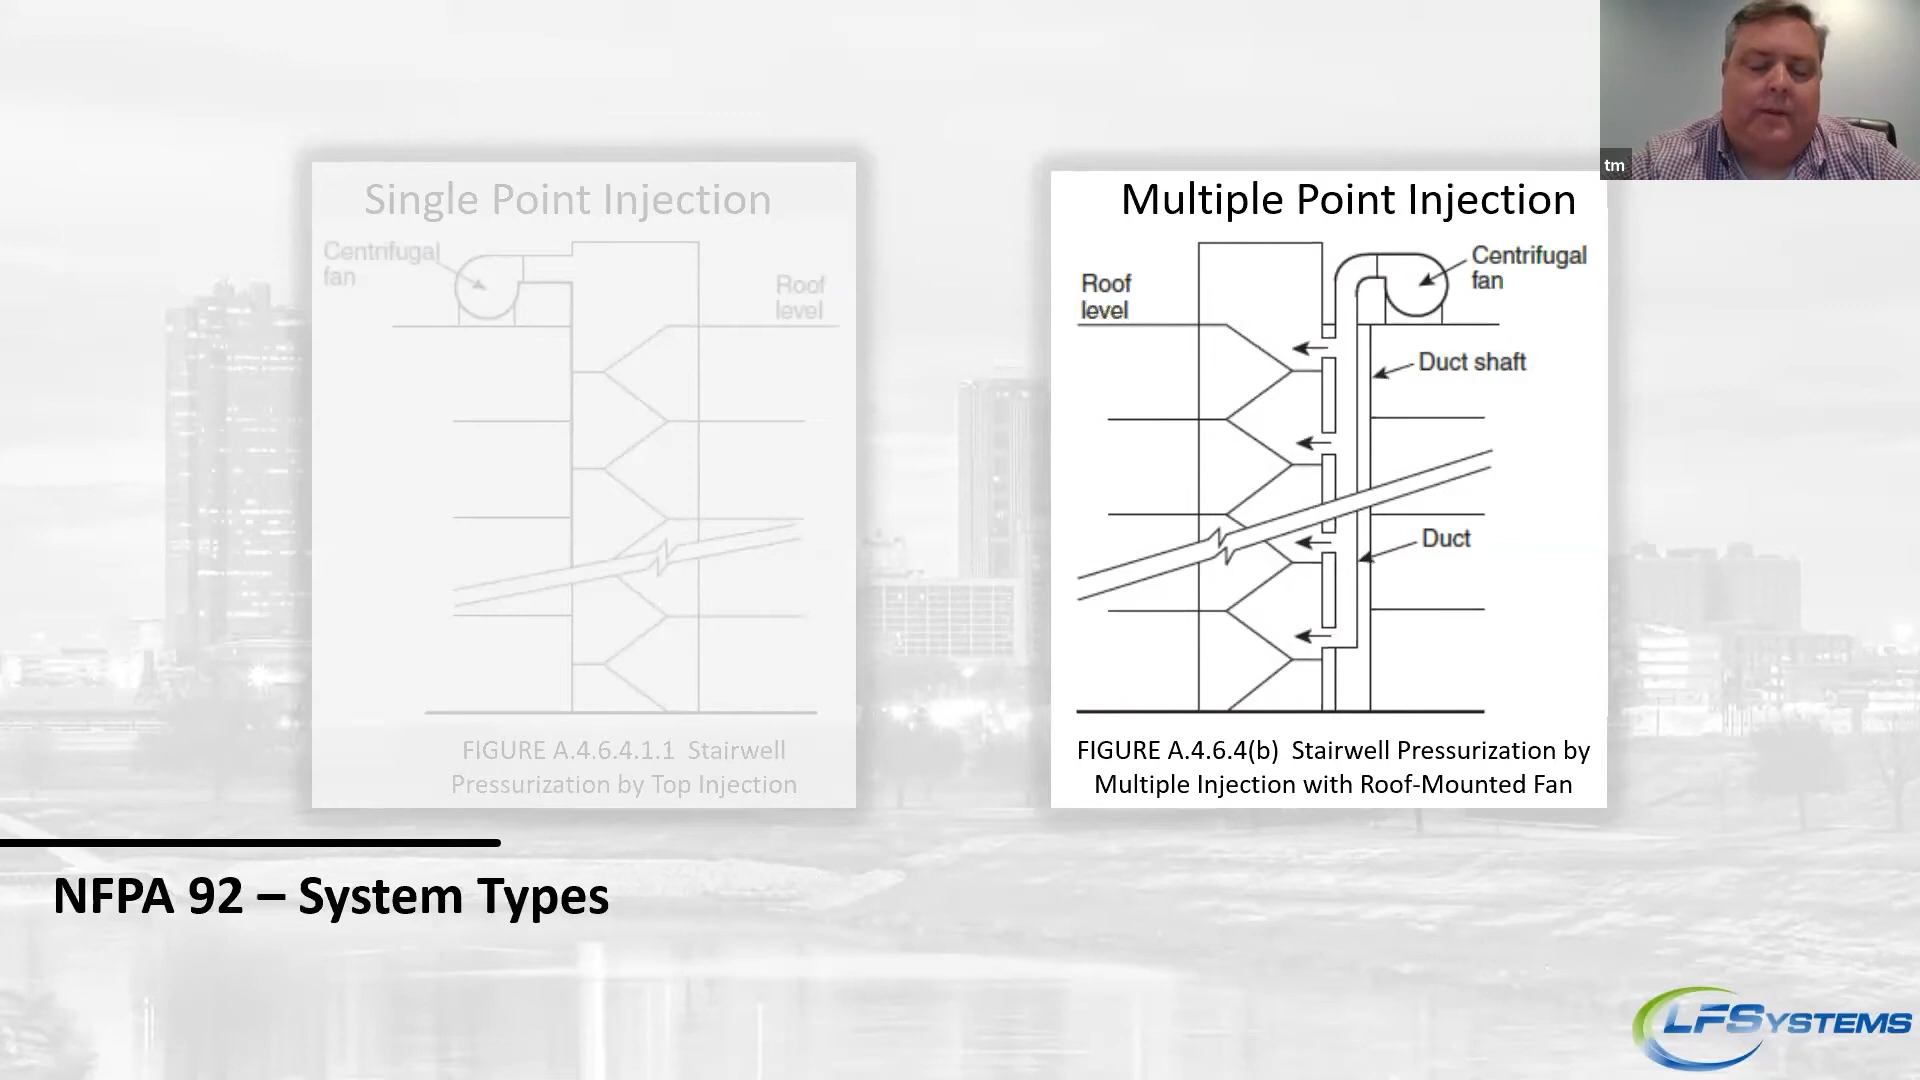 tm
Single Point Injection
Centrifugal
fan
Roof
level
FIGURE A.4.6.4.1.1 Stairwell
Pressurization by Top Injection
Multiple Point Injection
Roof
level
Centrifugal
fan
Duct shaft
Duct
FIGURE A.4.6.4(b) Stairwell Pressurization by
Multiple Injection with Roof-Mounted Fan
NFPA 92 – System Types
LFSYSTEMS